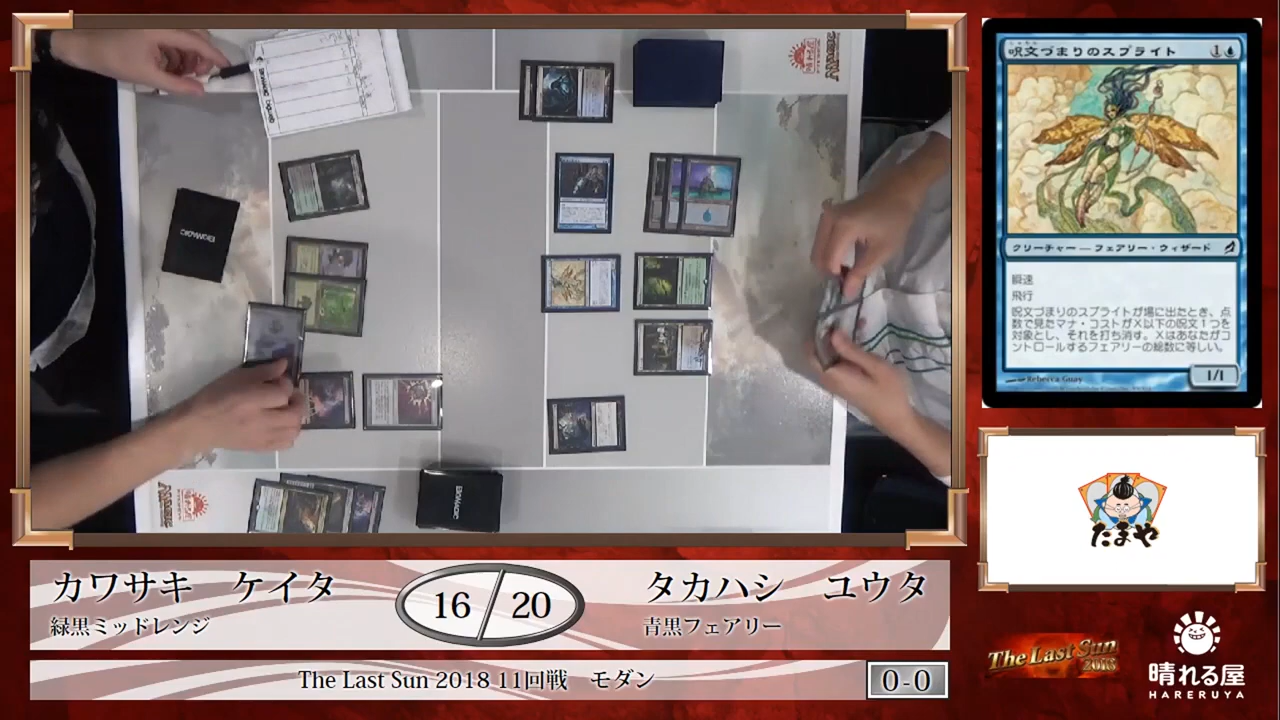 呪文づまりのスプライト 1
クリーチャー — フェアリー・ウィザード
瞬速
飛行
呪文づまりのスプライトが場に出たとき、点
数で見たマナ・コストがX以下の呪文1つを
対象とし、それを打ち消す。Xはあなたがコ
ントロールするフェアリーの総数に等しい。
Rebecca Guay
1/1
たまや
カワサキ ケイタ
緑黒ミッドレンジ
16 / 20
タカハシ ユウタ
青黒フェアリー
The Last Sun 2018 11回戦 モダン
0-0
The Last Sun
2018
晴れる屋
HARERUYA